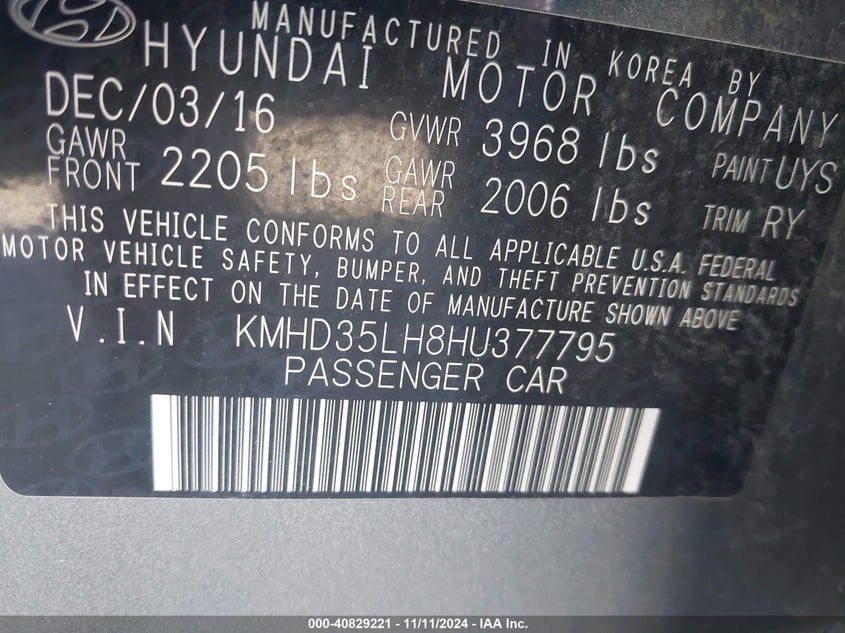 MANUFACTURED IN KOREA BY
HYUNDAI MOTOR COMPANY
DEC/03/16 GVWR 3968 lbs PAINT UYS
GAWR FRONT 2205 lbs GAWR REAR 2006 lbs TRIM RY
THIS VEHICLE CONFORMS TO ALL APPLICABLE U.S.A. FEDERAL
MOTOR VEHICLE SAFETY, BUMPER, AND THEFT PREVENTION STANDARDS
IN EFFECT ON THE DATE OF MANUFACTURE SHOWN ABOVE
V.I.N KMHD35LH8HU377795
PASSENGER CAR
000-40829221 - 11/11/2024 - IAA Inc.